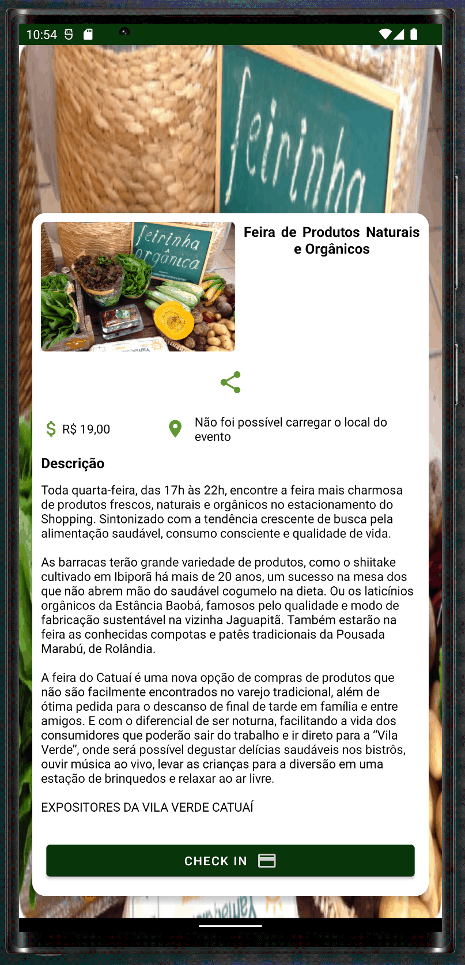 10:54
feirinha
feirinha
orgânica
Feira de Produtos Naturais
e Orgânicos
$ R$ 19,00
Não foi possível carregar o local do
evento
Descrição
Toda quarta-feira, das 17h às 22h, encontre a feira mais charmosa
de produtos frescos, naturais e orgânicos no estacionamento do
Shopping. Sintonizado com a tendência crescente de busca pela
alimentação saudável, consumo consciente e qualidade de vida.
As barracas terão grande variedade de produtos, como o shiitake
cultivado em Ibiporã há mais de 20 anos, um sucesso na mesa dos
que não abrem mão do saudável cogumelo na dieta. Ou os laticínios
orgânicos da Estância Baobá, famosos pelo qualidade e modo de
fabricação sustentável na vizinha Jaguapitã. Também estarão na
feira as conhecidas compotas e patês tradicionais da Pousada
Marabú, de Rolândia.
A feira do Catuaí é uma nova opção de compras de produtos que
não são facilmente encontrados no varejo tradicional, além de
ótima pedida para o descanso de final de tarde em família e entre
amigos. E com o diferencial de ser noturna, facilitando a vida dos
consumidores que poderão sair do trabalho e ir direto para a “Vila
Verde”, onde será possível degustar delícias saudáveis nos bistrôs,
ouvir música ao vivo, levar as crianças para a diversão em uma
estação de brinquedos e relaxar ao ar livre.
EXPOSITORES DA VILA VERDE CATUAÍ
CHECK IN